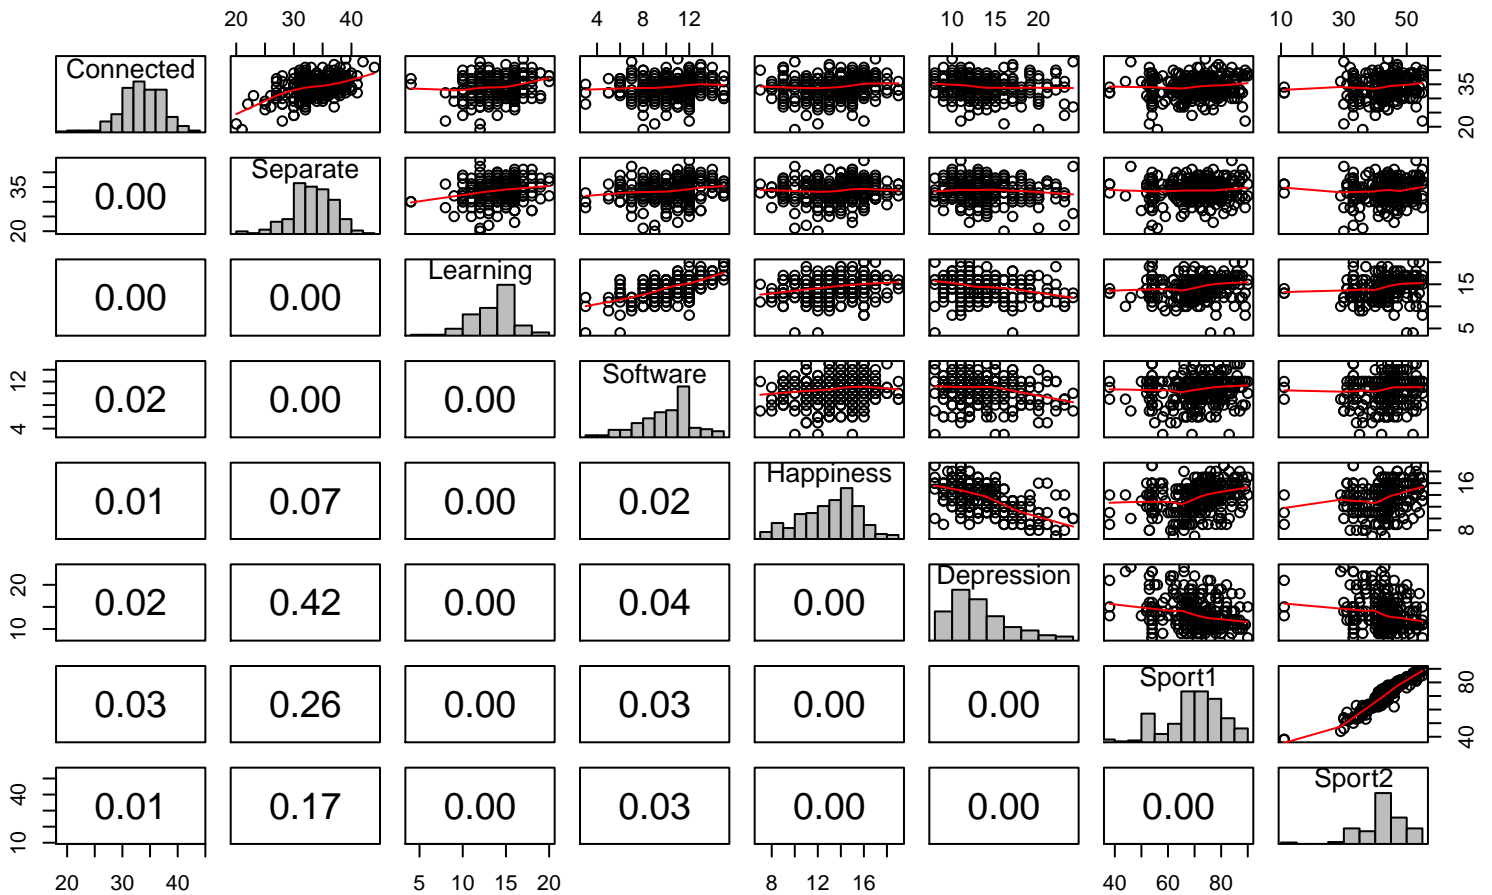 20 30 40 4 8 12 10 15 20 10 30 50
Connected
20 35
20 35
0.00
Separate
0.00 0.00
Learning
5 15
4 12
0.02 0.00 0.00
Software
0.01 0.07 0.00 0.02
Happiness
8 16
10 20
0.02 0.42 0.00 0.04 0.00
Depression
0.03 0.26 0.00 0.03 0.00 0.00
Sport1
40 80
10 40
0.01 0.17 0.00 0.03 0.00 0.00 0.00
Sport2
20 30 40 5 10 15 20 8 12 16 40 60 80